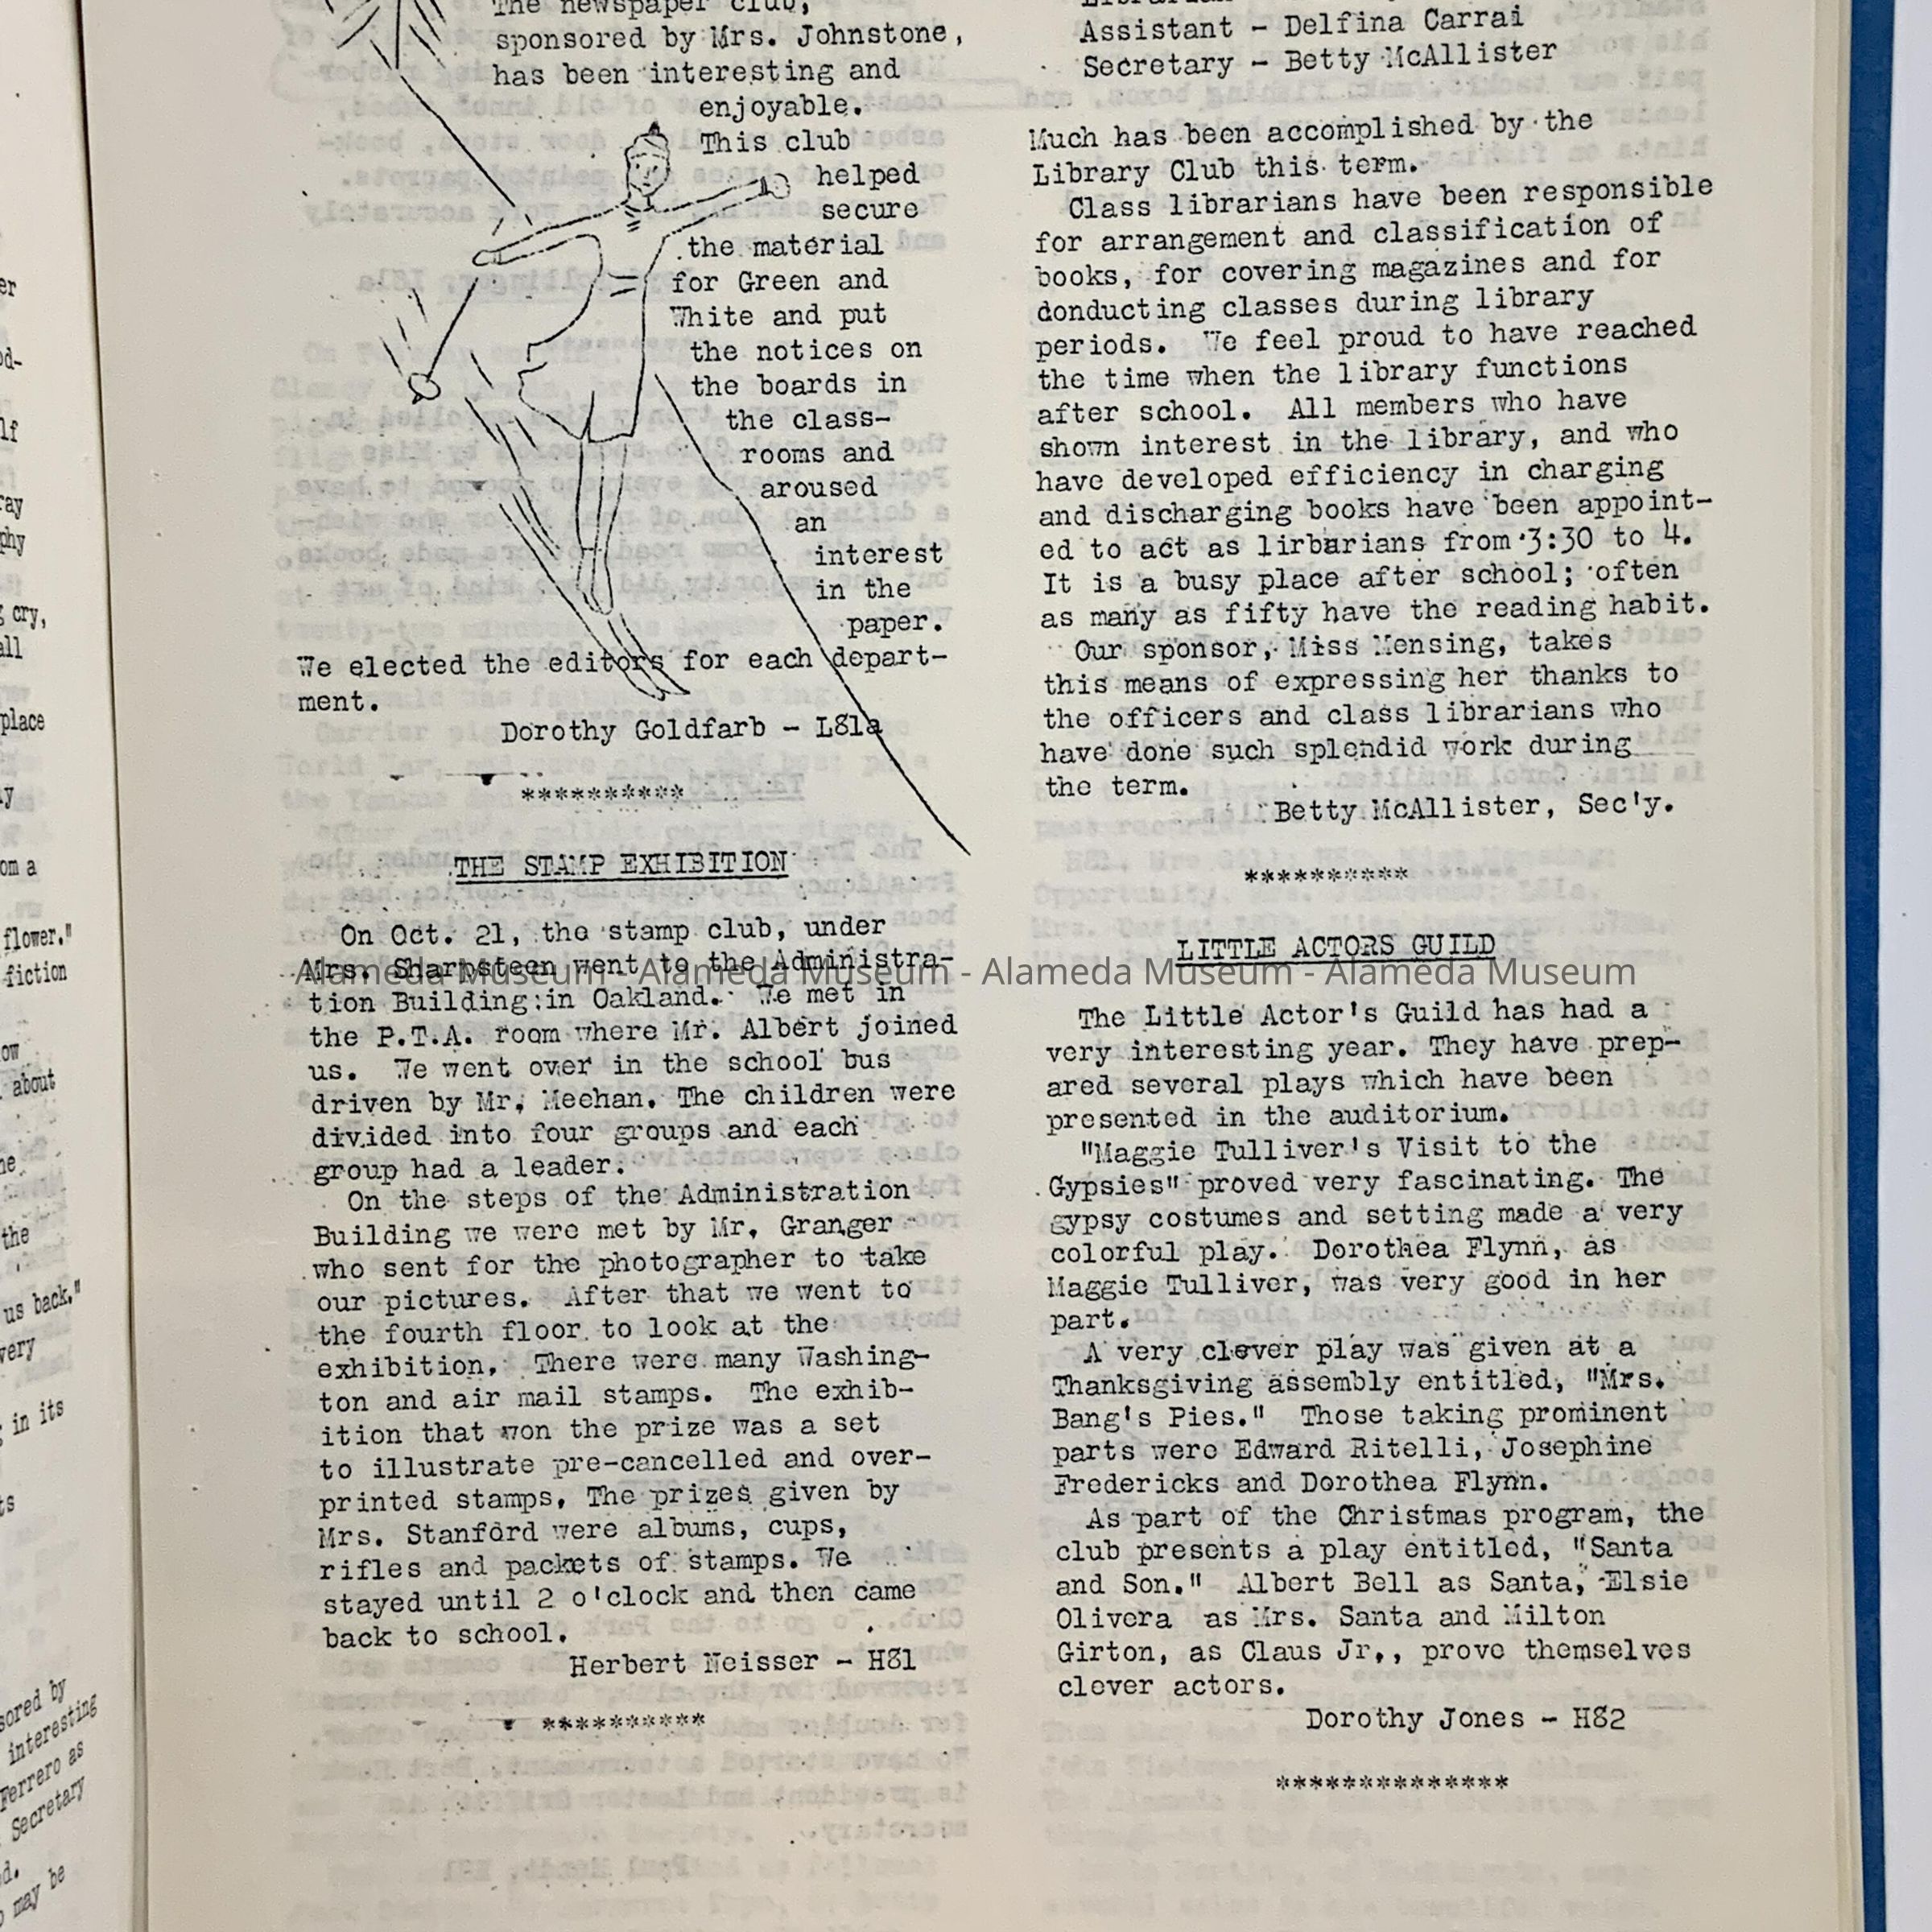 The newspaper club,
sponsored by Mrs. Johnstone,
has been interesting and
enjoyable.
This club
helped
secure
the material
for Green and
White and put
the notices on
the boards in
the class-
rooms and
aroused
an
interest
in the
paper.
We elected the editors for each depart-
ment.
Dorothy Goldfarb - L81a
**********
THE STAMP EXHIBITION
On Oct. 21, the stamp club, under
Mrs. Sharpsteen went to the Administra-
tion Building in Oakland. We met in
the P.T.A. room where Mr. Albert joined
us. We went over in the school bus
driven by Mr. Meehan. The children were
divided into four groups and each
group had a leader.
On the steps of the Administration
Building we were met by Mr. Granger
who sent for the photographer to take
our pictures. After that we went to
the fourth floor to look at the
exhibition. There were many Washing-
ton and air mail stamps. The exhib-
ition that won the prize was a set
to illustrate pre-cancelled and over-
printed stamps. The prizes given by
Mrs. Stanford were albums, cups,
rifles and packets of stamps. We
stayed until 2 o'clock and then came
back to school.
Herbert Neisser - H81
**********
Assistant - Delfina Carrai
Secretary - Betty McAllister
Much has been accomplished by the
Library Club this term.
Class librarians have been responsible
for arrangement and classification of
books, for covering magazines and for
donducting classes during library
periods. We feel proud to have reached
the time when the library functions
after school. All members who have
shown interest in the library, and who
have developed efficiency in charging
and discharging books have been appoint-
ed to act as lirbarians from 3:30 to 4.
It is a busy place after school; often
as many as fifty have the reading habit.
Our sponsor, Miss Mensing, takes
this means of expressing her thanks to
the officers and class librarians who
have done such splendid work during
the term.
Betty McAllister, Sec'y.
**********
LITTLE ACTORS GUILD
The Little Actor's Guild has had a
very interesting year. They have prep-
ared several plays which have been
presented in the auditorium.
"Maggie Tulliver's Visit to the
Gypsies" proved very fascinating. The
gypsy costumes and setting made a very
colorful play. Dorothea Flynn, as
Maggie Tulliver, was very good in her
part.
A very clever play was given at a
Thanksgiving assembly entitled, "Mrs.
Bang's Pies." Those taking prominent
parts were Edward Ritelli, Josephine
Fredericks and Dorothea Flynn.
As part of the Christmas program, the
club presents a play entitled, "Santa
and Son." Albert Bell as Santa, Elsie
Olivera as Mrs. Santa and Milton
Girton, as Claus Jr., prove themselves
clever actors.
Dorothy Jones - H82
**************
Alameda Museum - Alameda Museum - Alameda Museum - Alameda Museum
flower."
fiction
about
place
the
us back."
very
in its
interesting
Ferrero as
Secretary
may be